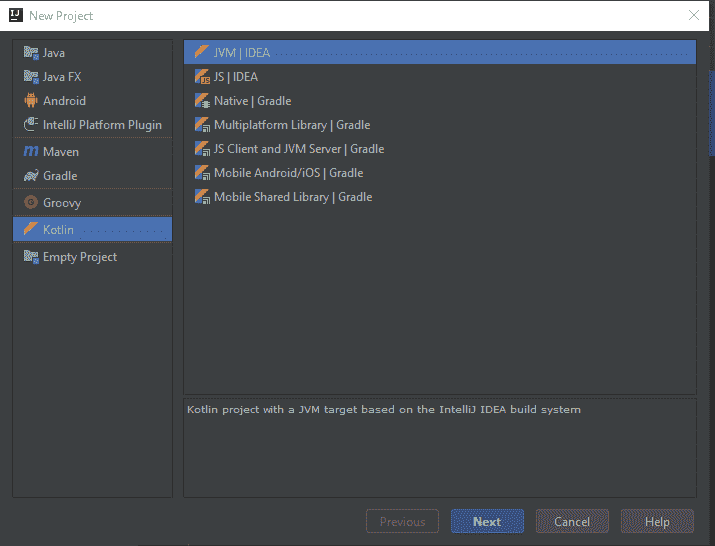 New Project
Java
Java FX
Android
IntelliJ Platform Plugin
Maven
Gradle
Groovy
Kotlin
Empty Project
JVM | IDEA
JS | IDEA
Native | Gradle
Multiplatform Library | Gradle
JS Client and JVM Server | Gradle
Mobile Android/iOS | Gradle
Mobile Shared Library | Gradle
Kotlin project with a JVM target based on the IntelliJ IDEA build system
Previous
Next
Cancel
Help